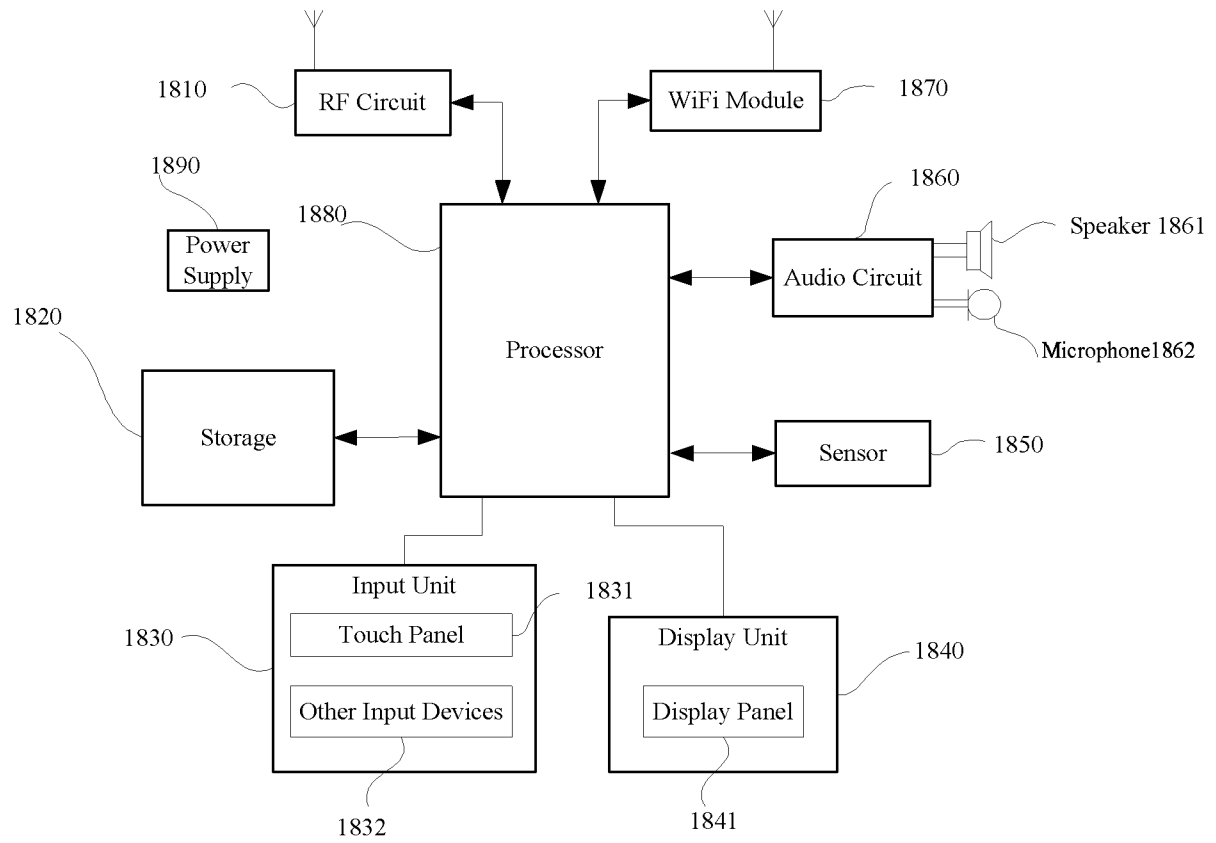 1810
RF Circuit
WiFi Module
1870
1890
Power
Supply
1880
1860
Audio Circuit
Speaker 1861
Microphone1862
1820
Storage
Processor
Sensor
1850
Input Unit
1831
Touch Panel
1830
Other Input Devices
1832
Display Unit
1840
Display Panel
1841